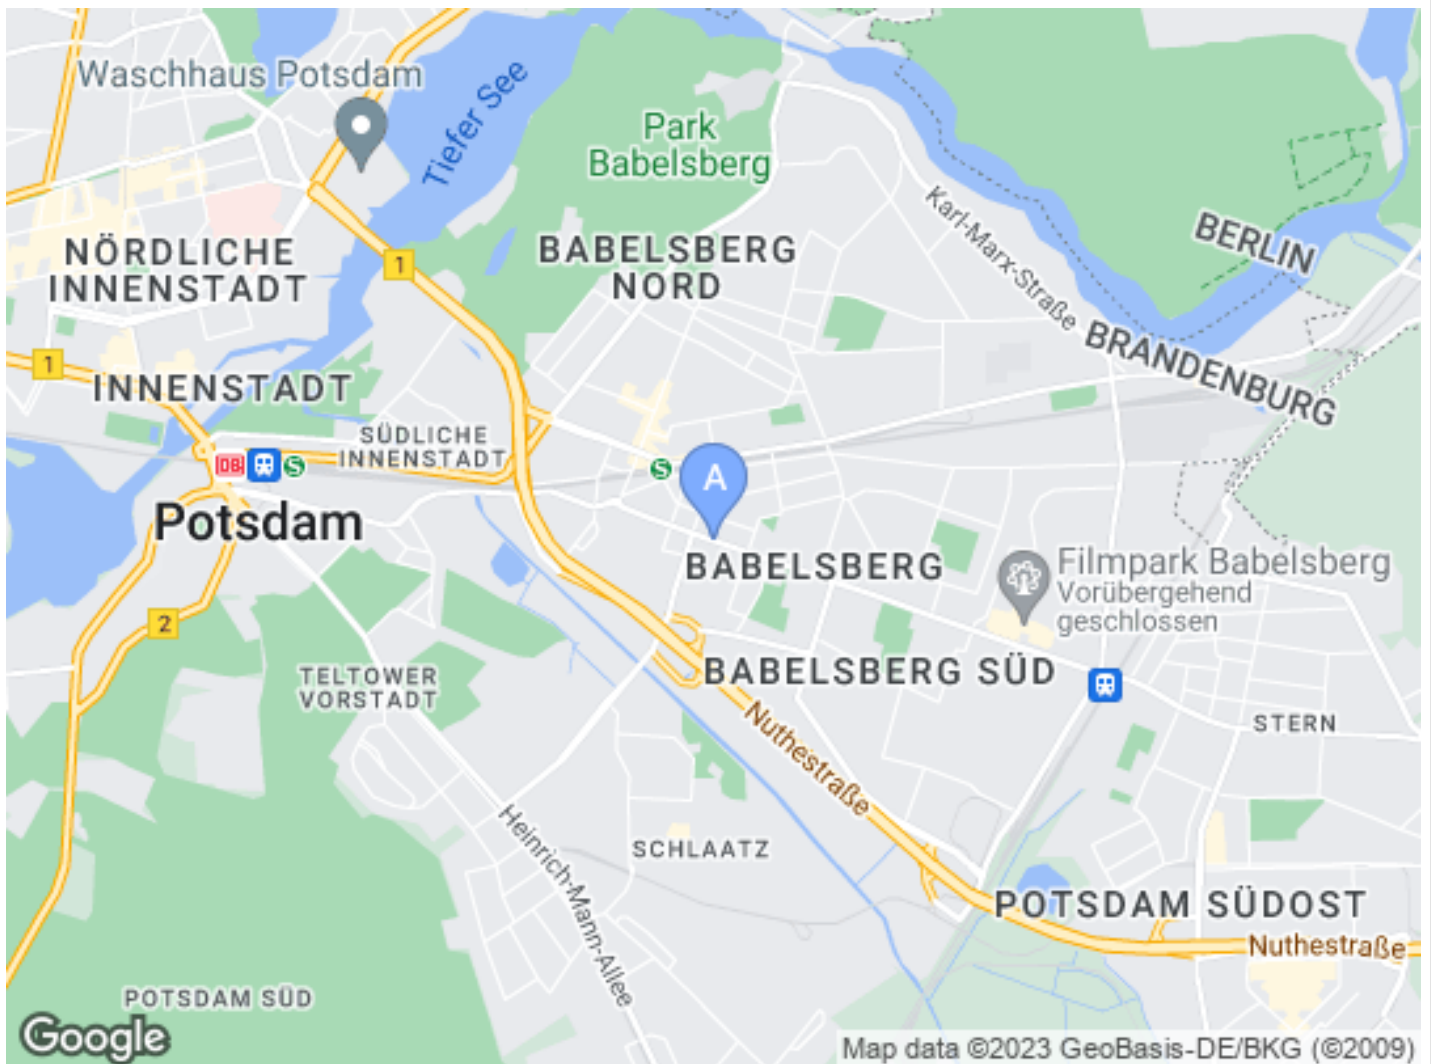 Waschhaus Potsdam
Tiefer See
Park
Babelsberg
Karl-Marx-Straße
BERLIN
BRANDENBURG
NÖRDLICHE
INNENSTADT
BABELSBERG
NORD
1
1
INNENSTADT
SÜDLICHE
INNENSTADT
DB
S
S
A
Potsdam
BABELSBERG
Filmpark Babelsberg
Vorübergehend
geschlossen
2
TELTOWER
VORSTADT
BABELSBERG SÜD
STERN
Nuthestraße
Heinrich-Mann-Allee
SCHLAATZ
POTSDAM SÜDOST
Nuthestraße
POTSDAM SÜD
Google
Map data ©2023 GeoBasis-DE/BKG (©2009)